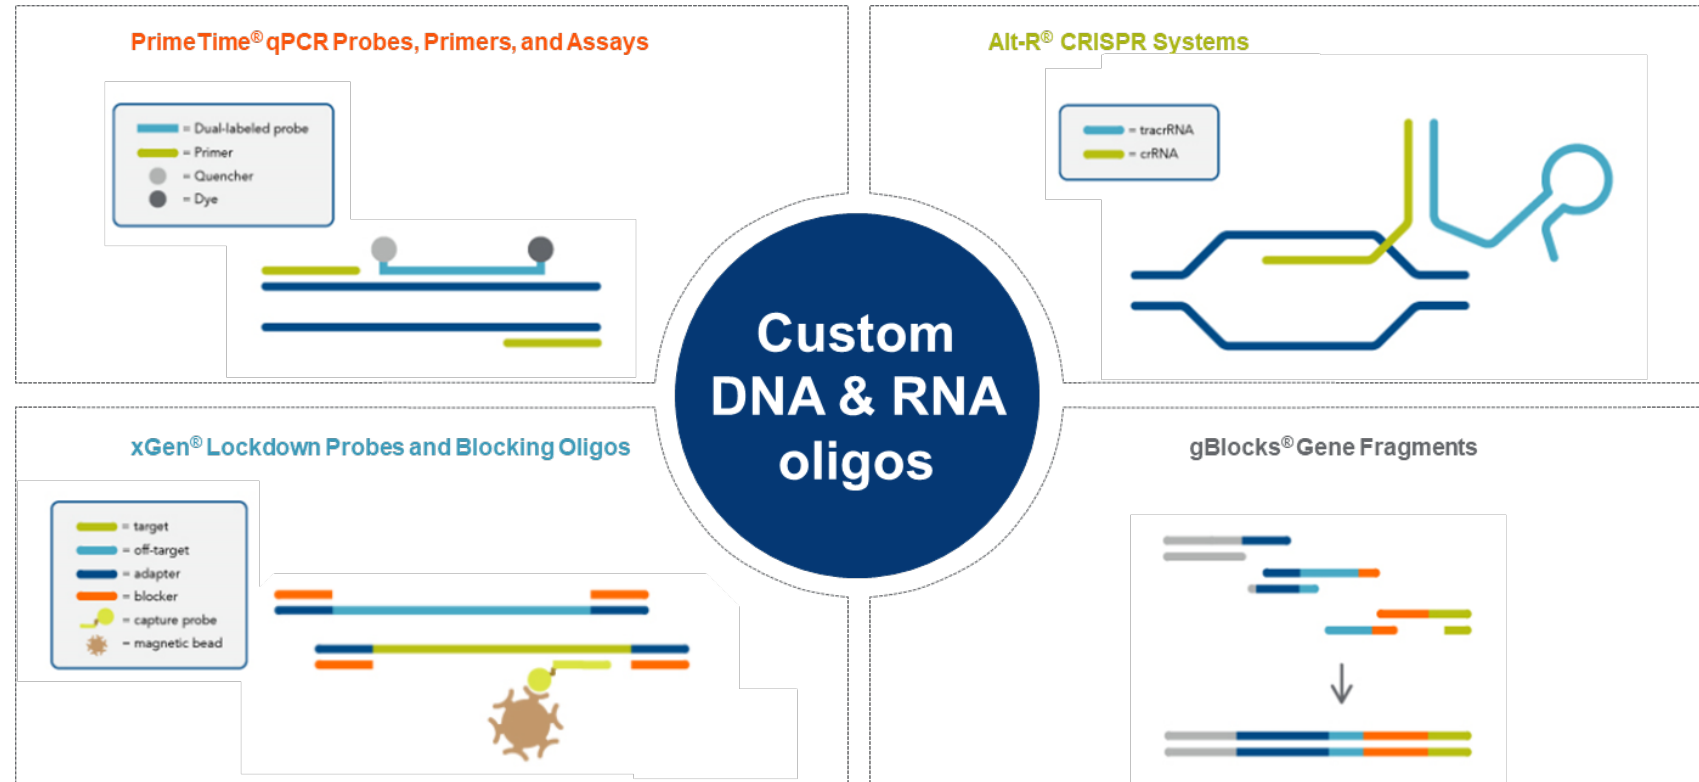 PrimeTime® qPCR Probes, Primers, and Assays
= Dual-labeled probe
= Primer
= Quencher
= Dye
Alt-R® CRISPR Systems
= tracrRNA
= crRNA
Custom
DNA & RNA
oligos
xGen® Lockdown Probes and Blocking Oligos
= target
= off-target
= adapter
= blocker
= capture probe
= magnetic bead
gBlocks® Gene Fragments